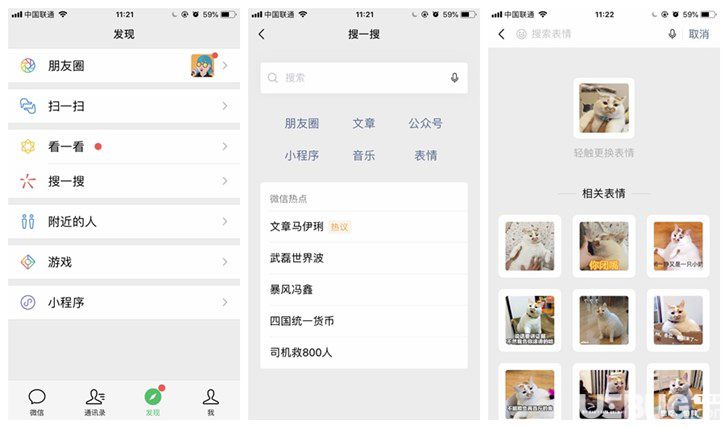 中国联通 11:21 59%
发现
朋友圈
扫一扫
看一看
搜一搜
附近的人
游戏
小程序
微信 通讯录 发现 我
中国联通 11:21 59%
搜一搜
搜索
朋友圈 文章 公众号
小程序 音乐 表情
微信热点
文章马伊琍 热议
武磊世界波
暴风冯鑫
四国统一货币
司机救800人
中国联通 11:22 59%
搜索表情 取消
轻触更换表情
相关表情
你闭嘴